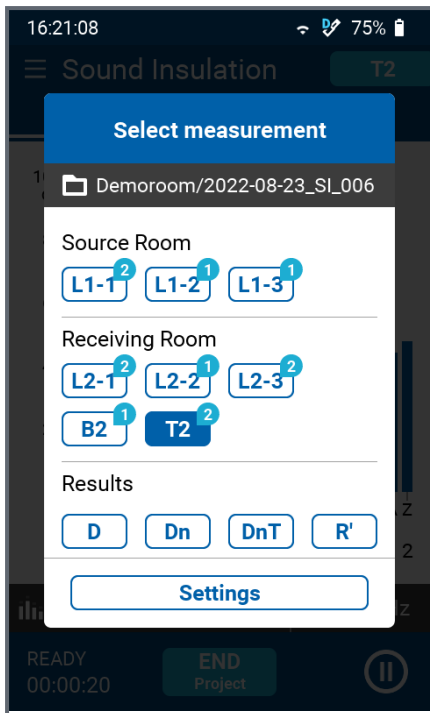 16:21:08 75%
Sound Insulation T2
Select measurement
Demoroom/2022-08-23_SI_006
Source Room
L1-1 2 L1-2 1 L1-3 1
Receiving Room
L2-1 2 L2-2 1 L2-3 2
B2 1 T2 2
Results
D Dn DnT R'
Z
2
Settings
READY END
00:00:20 Project